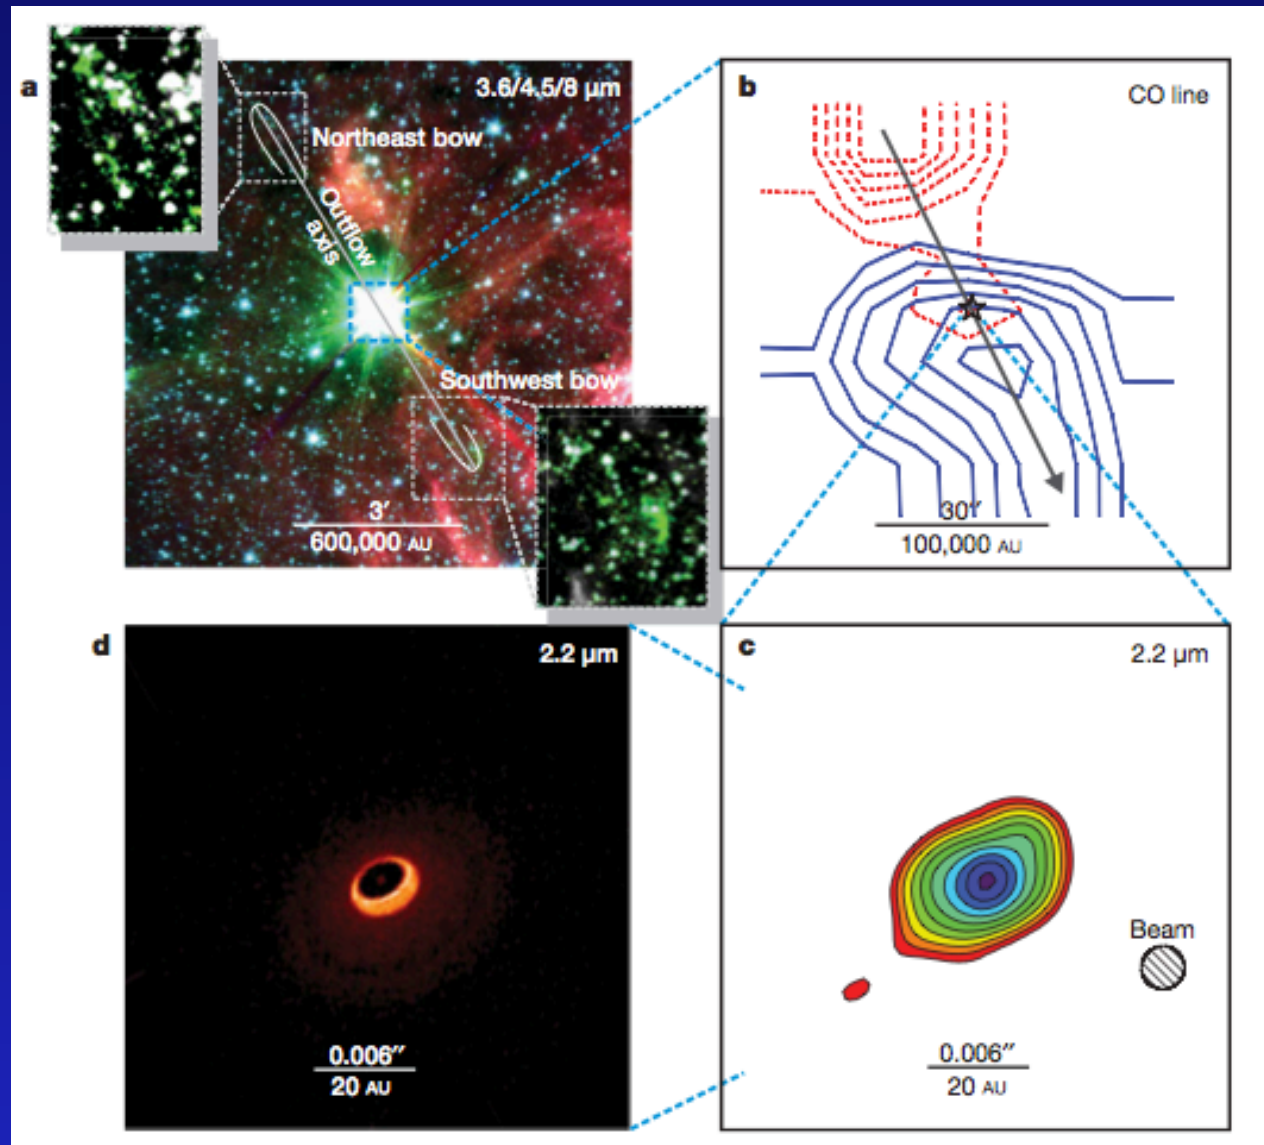 a
3.6/4.5/8 µm
Northeast bow
Outflow
axis
Southwest bow
3′
600,000 AU
b
CO line
30″
100,000 AU
d
2.2 µm
0.006″
20 AU
c
2.2 µm
Beam
0.006″
20 AU